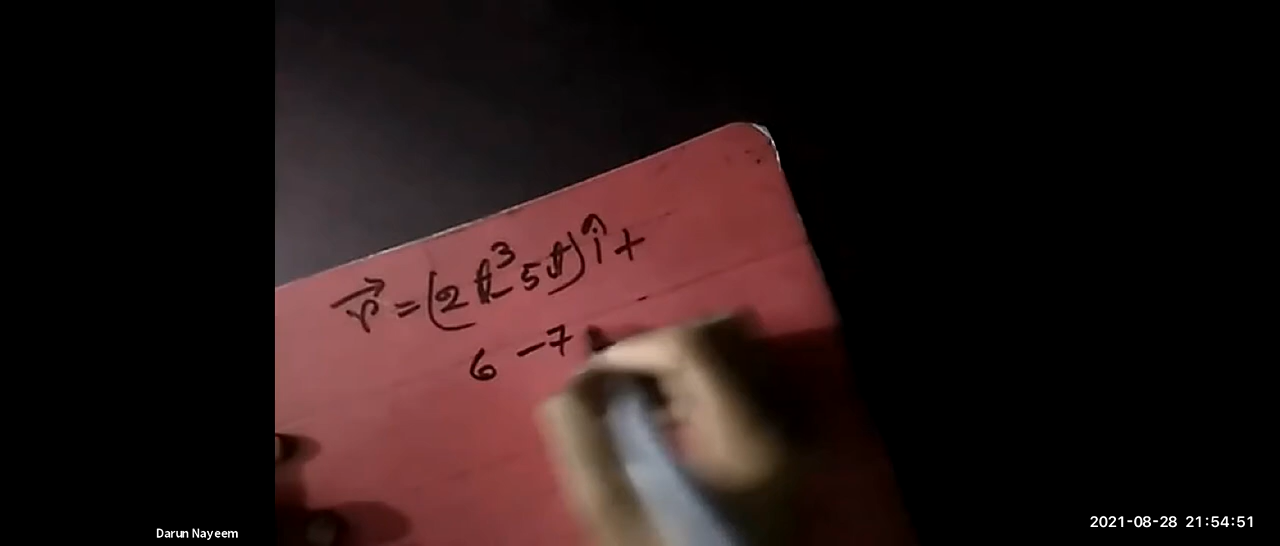 r⃗ = (2t³ 5t) î +
6 - 7
Darun Nayeem
2021-08-28 21:54:51